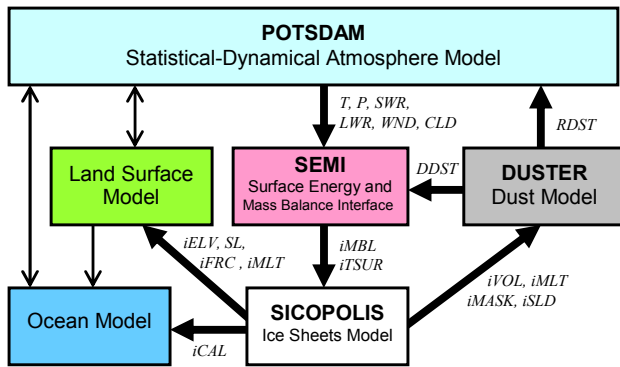 POTSDAM
Statistical-Dynamical Atmosphere Model
T, P, SWR,
LWR, WND, CLD
RDST
Land Surface
Model
SEMI
Surface Energy and
Mass Balance Interface
DDST
DUSTER
Dust Model
iELV, SL,
iFRC , iMLT
iMBL
iTSUR
iVOL, iMLT
iMASK, iSLD
Ocean Model
iCAL
SICOPOLIS
Ice Sheets Model